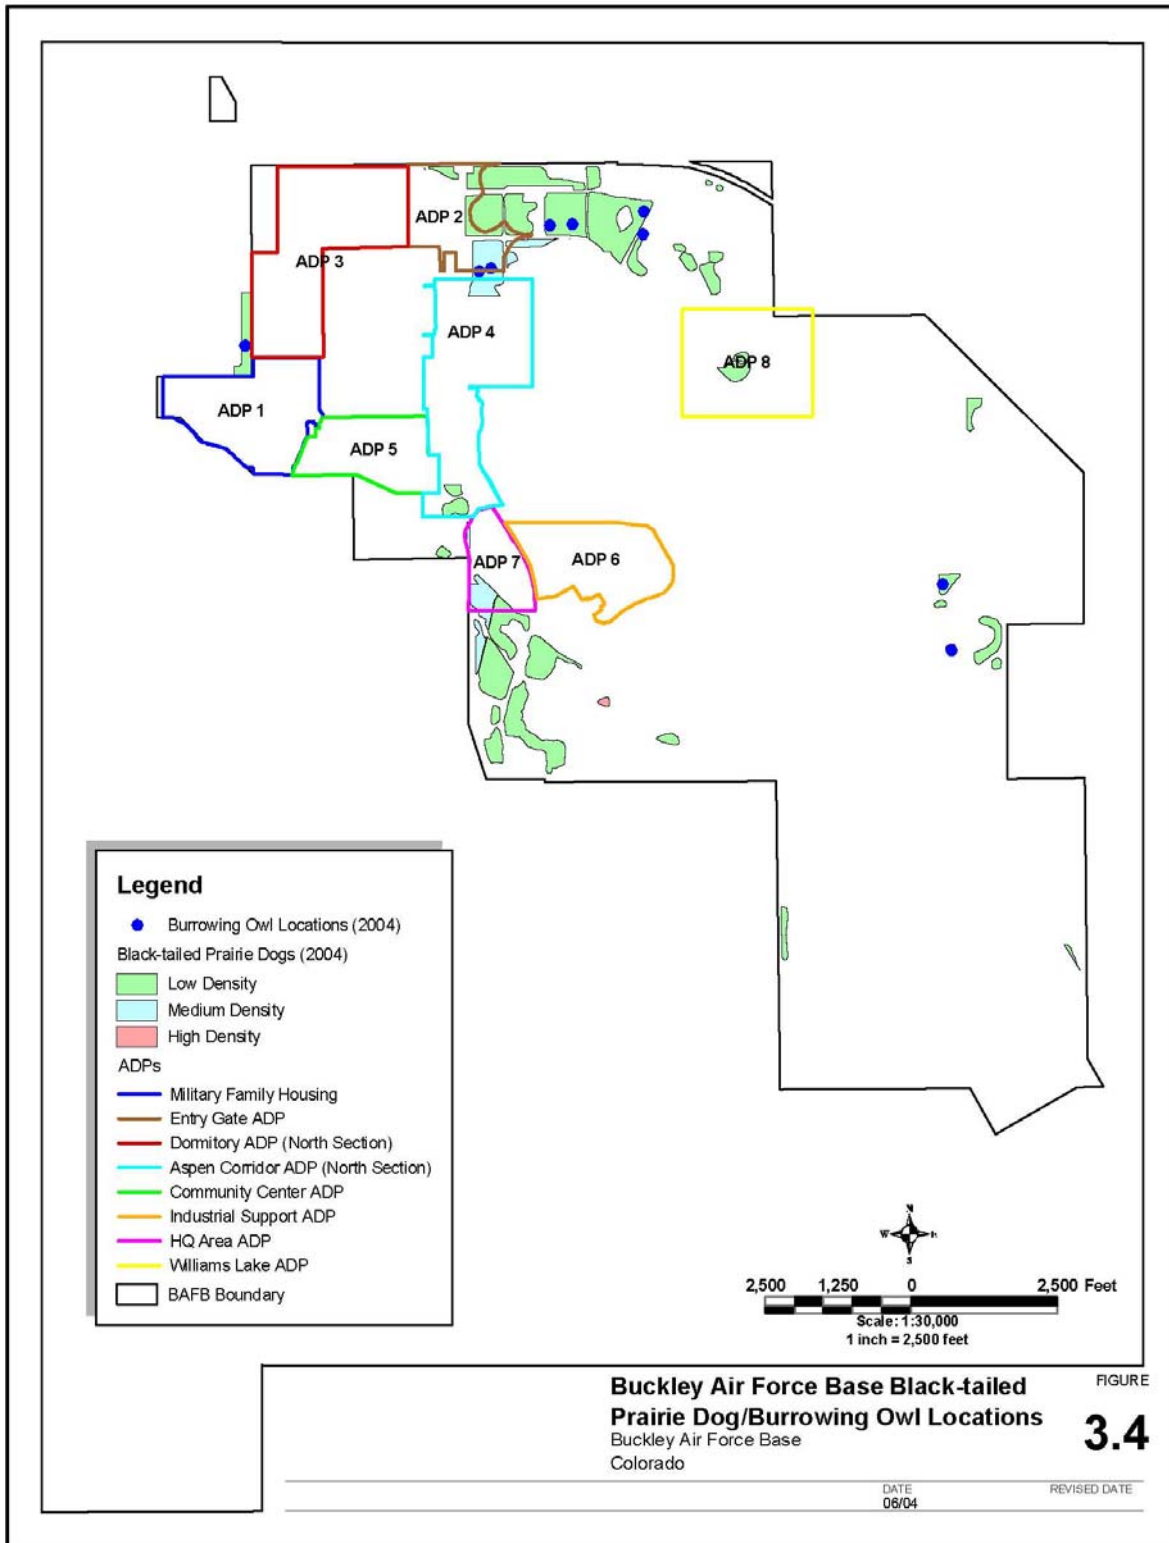 ADP 2
ADP 3
ADP 4
ADP 8
ADP 1
ADP 5
ADP 7
ADP 6
Legend
Burrowing Owl Locations (2004)
Black-tailed Prairie Dogs (2004)
Low Density
Medium Density
High Density
ADPs
Military Family Housing
Entry Gate ADP
Dormitory ADP (North Section)
Aspen Corridor ADP (North Section)
Community Center ADP
Industrial Support ADP
HQ Area ADP
Williams Lake ADP
BAFB Boundary
N
W E
S
2,500 1,250 0 2,500 Feet
Scale: 1:30,000
1 inch = 2,500 feet
Buckley Air Force Base Black-tailed
Prairie Dog/Burrowing Owl Locations
Buckley Air Force Base
Colorado
FIGURE
3.4
DATE
06/04
REVISED DATE